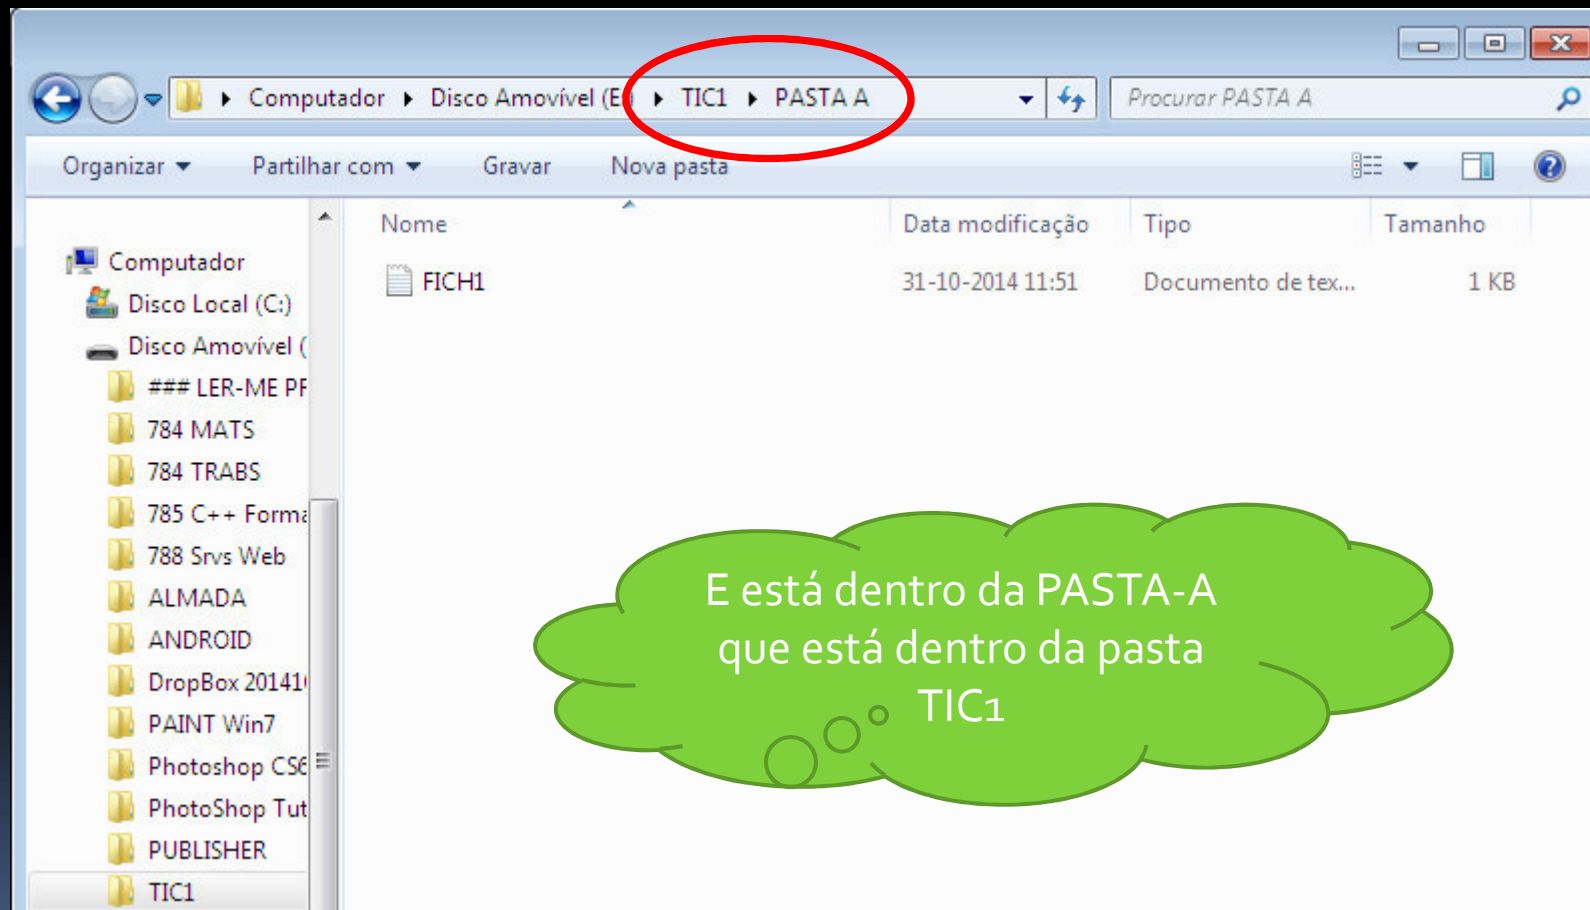 Computador Disco Amovível (E:) TIC1 PASTA A
Procurar PASTA A
Organizar Partilhar com Gravar Nova pasta
Nome Data modificação Tipo Tamanho
FICH1 31-10-2014 11:51 Documento de tex... 1 KB
Computador
Disco Local (C:)
Disco Amovível (
### LER-ME PR
784 MATS
784 TRABS
785 C++ Forma
788 Srvs Web
ALMADA
ANDROID
DropBox 20141
PAINT Win7
Photoshop CS6
PhotoShop Tut
PUBLISHER
TIC1
E está dentro da PASTA-A
que está dentro da pasta
TIC1